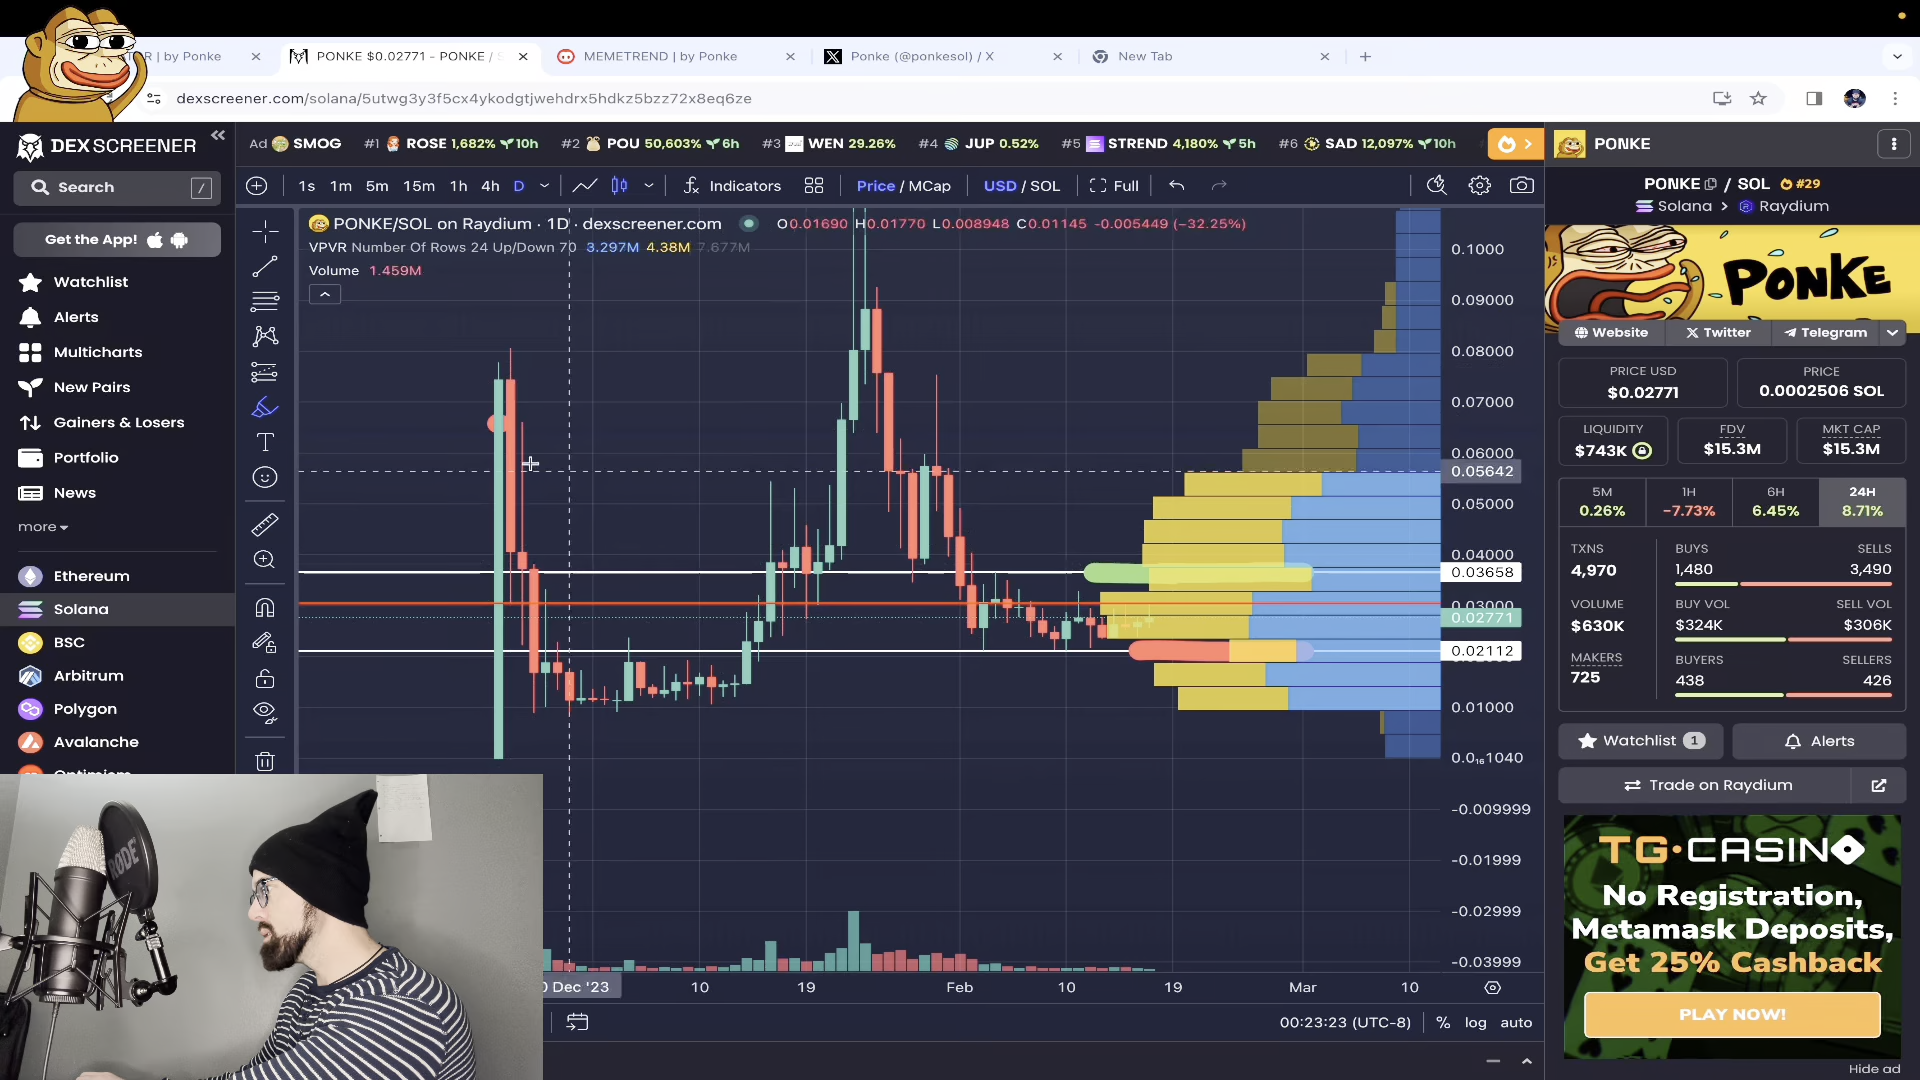 TOR | by Ponke
PONKE $0.02771 – PONKE / S
MEMETREND | by Ponke
Ponke (@ponkesol) / X
New Tab
dexscreener.com/solana/5utwg3y3f5cx4ykodgtjwehdrx5hdkz5bzz72x8eq6ze
DEX SCREENER
Ad SMOG #1 ROSE 1,682% 10h #2 POU 50,603% 6h #3 WEN 29.26% #4 JUP 0.52% #5 STREND 4,180% 5h #6 SAD 12,097% 10h
PONKE
Search /
1s 1m 5m 15m 1h 4h D Indicators Price / MCap USD / SOL Full
PONKE / SOL #29
Solana > Raydium
Get the App!
Watchlist
Alerts
Multicharts
New Pairs
Gainers & Losers
Portfolio
News
more
Ethereum
Solana
BSC
Arbitrum
Polygon
Avalanche
Optimism
PONKE/SOL on Raydium · 1D · dexscreener.com O0.01690 H0.01770 L0.008948 C0.01145 -0.005449 (-32.25%)
VPVR Number Of Rows 24 Up/Down 70 3.297M 4.38M 7.677M
Volume 1.459M
0.1000
0.09000
0.08000
0.07000
0.06000
0.05642
0.05000
0.04000
0.03658
0.03000
0.02771
0.02112
0.01000
0.0₁₆1040
-0.009999
-0.01999
-0.02999
-0.03999
0 Dec '23 10 19 Feb 10 19 Mar 10
00:23:23 (UTC-8) % log auto
PONKE
Website Twitter Telegram
PRICE USD
$0.02771
PRICE
0.0002506 SOL
LIQUIDITY
$743K
FDV
$15.3M
MKT CAP
$15.3M
5M 1H 6H 24H
0.26% -7.73% 6.45% 8.71%
TXNS
4,970
BUYS SELLS
1,480 3,490
VOLUME
$630K
BUY VOL SELL VOL
$324K $306K
MAKERS
725
BUYERS SELLERS
438 426
Watchlist 1
Alerts
Trade on Raydium
TG·CASINO
No Registration,
Metamask Deposits,
Get 25% Cashback
PLAY NOW!
Hide ad
RØDE